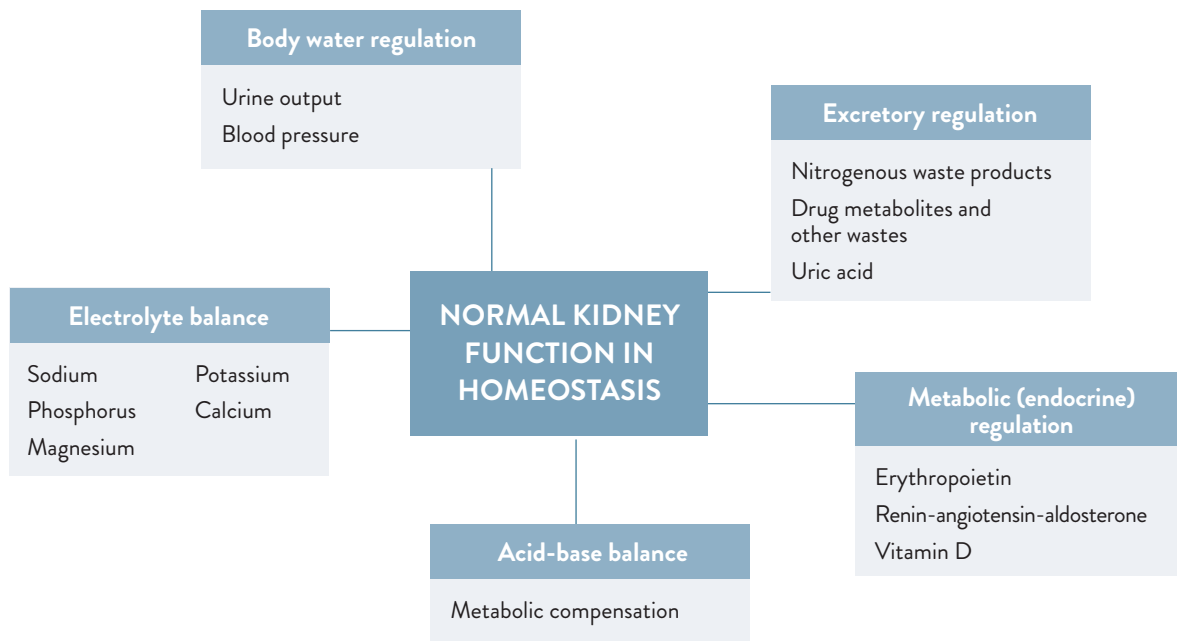 Body water regulation
Urine output
Blood pressure
Excretory regulation
Nitrogenous waste products
Drug metabolites and
other wastes
Uric acid
NORMAL KIDNEY
FUNCTION IN
HOMEOSTASIS
Electrolyte balance
Sodium Potassium
Phosphorus Calcium
Magnesium
Metabolic (endocrine)
regulation
Erythropoietin
Renin-angiotensin-aldosterone
Vitamin D
Acid-base balance
Metabolic compensation